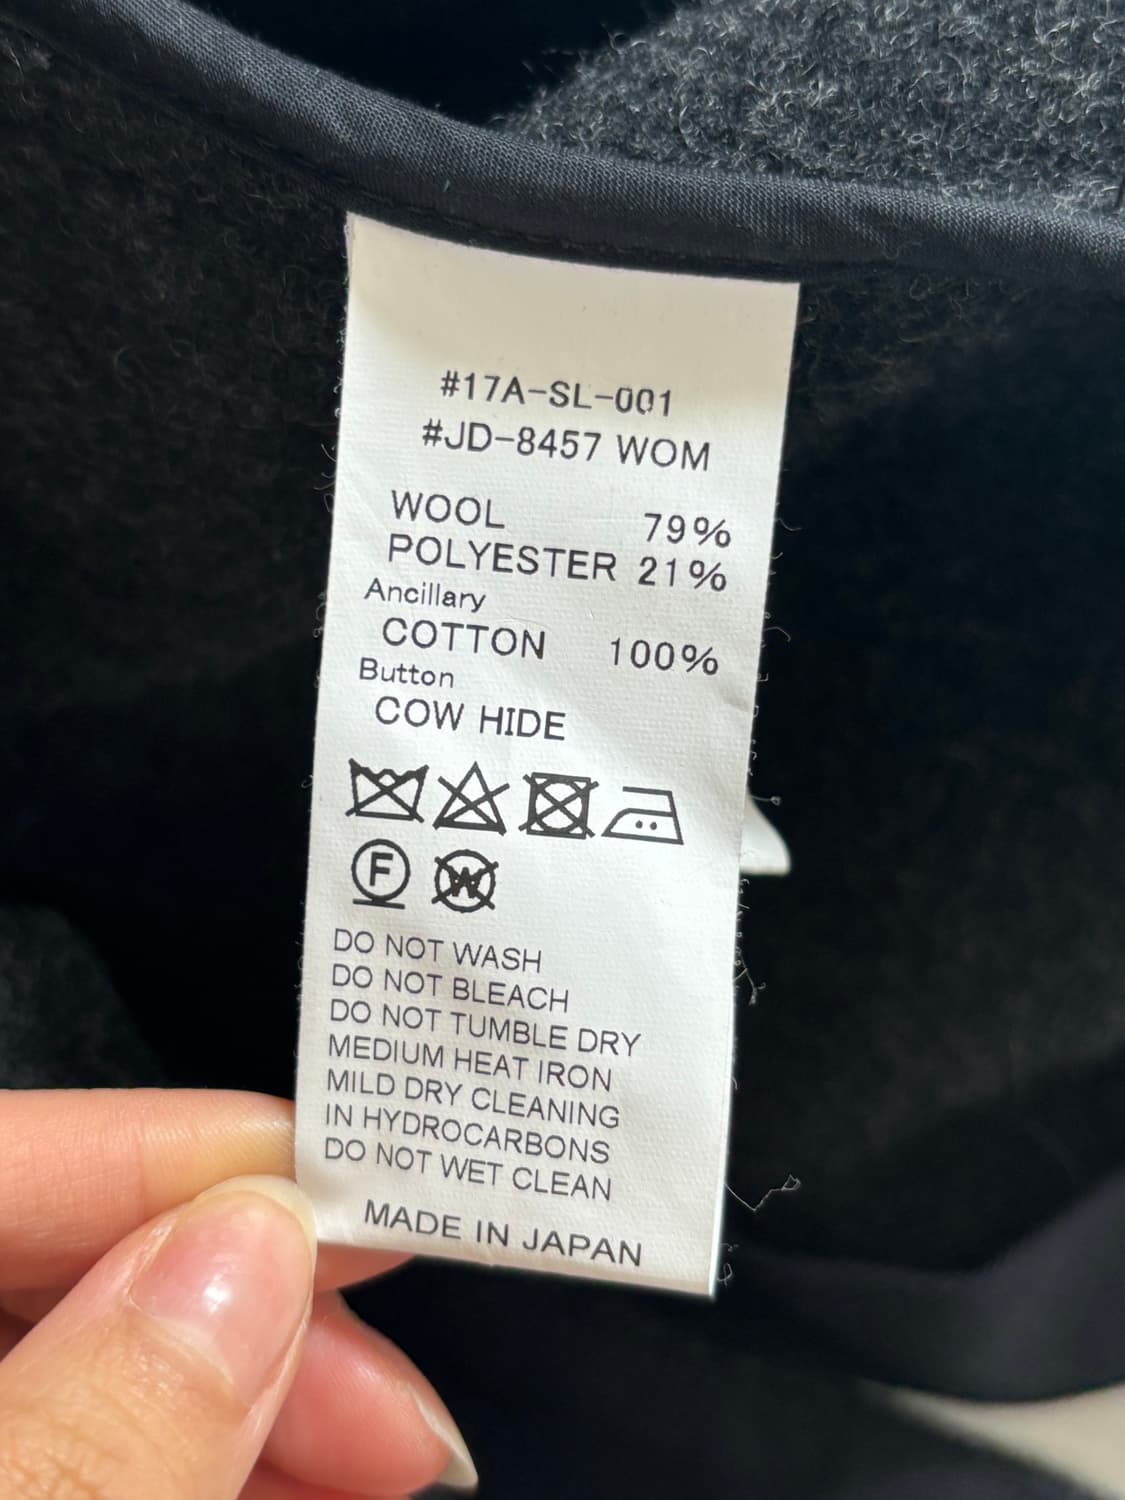 #17A-SL-001
#JD-8457 WOM
WOOL 79%
POLYESTER 21%
Ancillary
COTTON 100%
Button
COW HIDE
F W
DO NOT WASH
DO NOT BLEACH
DO NOT TUMBLE DRY
MEDIUM HEAT IRON
MILD DRY CLEANING
IN HYDROCARBONS
DO NOT WET CLEAN
MADE IN JAPAN